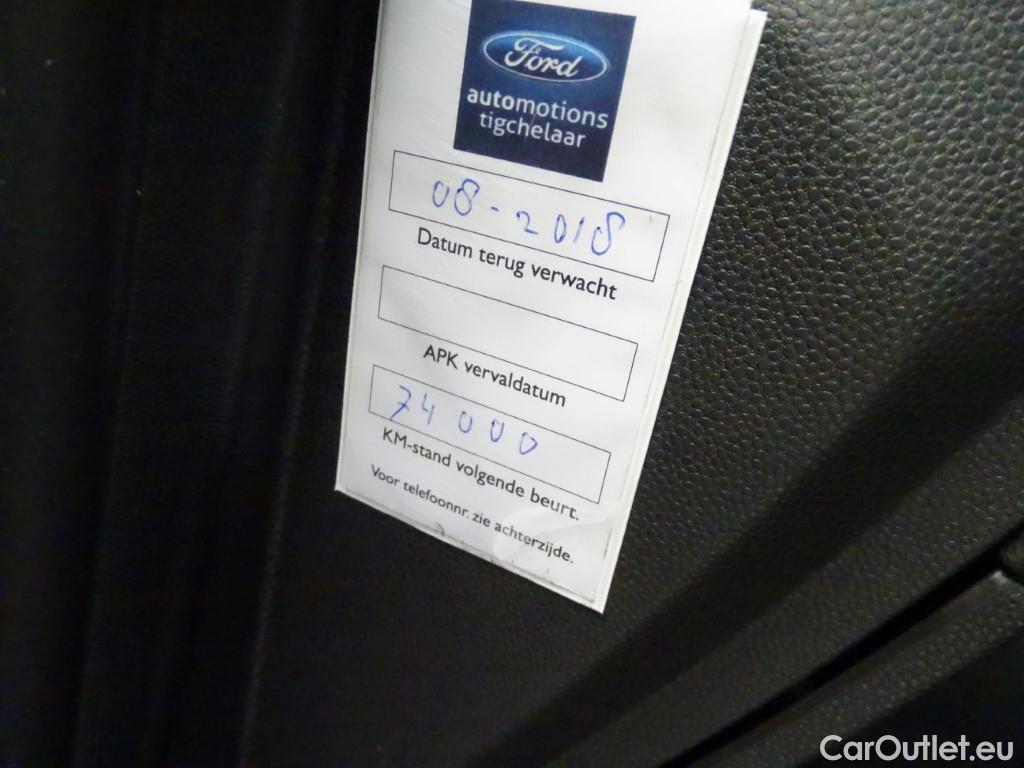 Ford
automotions
tigchelaar
08-2018
Datum terug verwacht
APK vervaldatum
74000
KM-stand volgende beurt.
Voor telefoonnr. zie achterzijde.
CarOutlet.eu